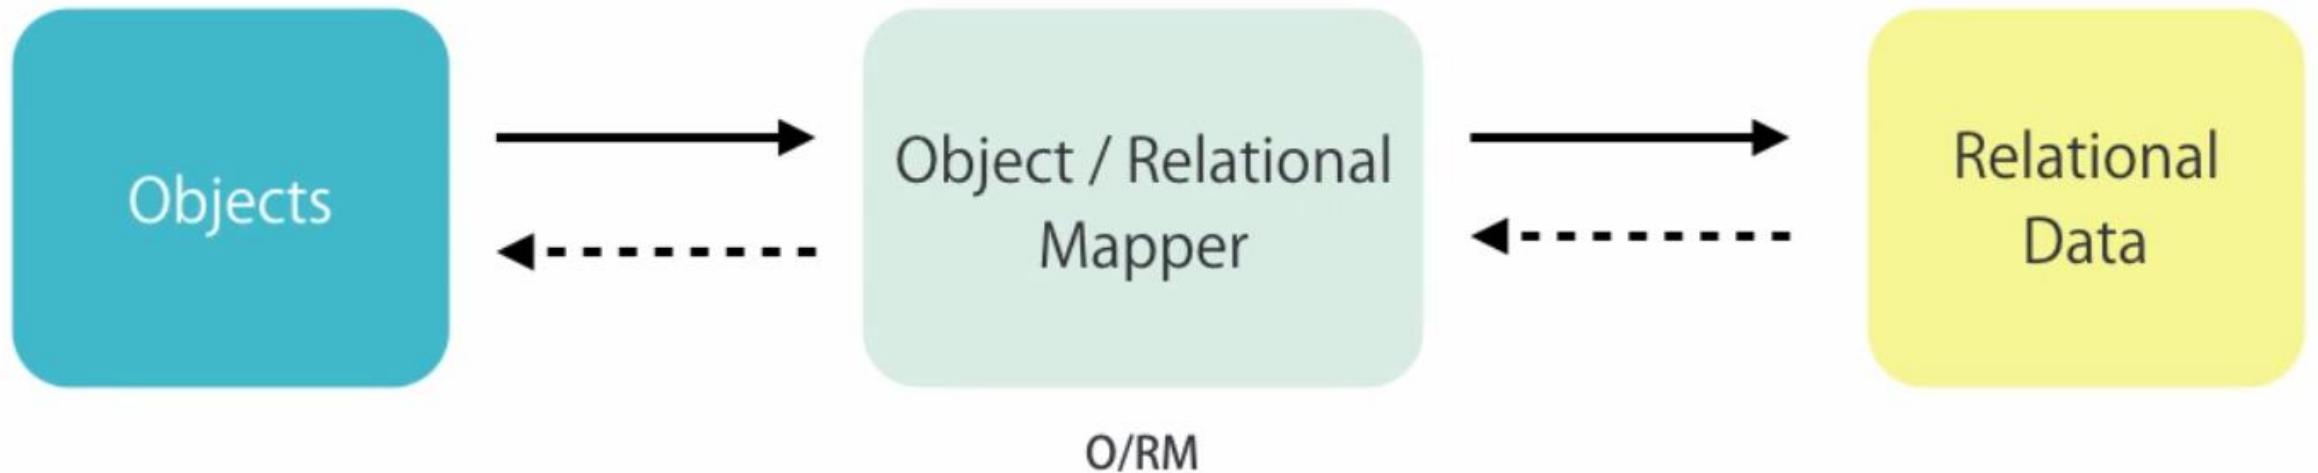 Objects
Object / Relational
Mapper
Relational
Data
O/RM